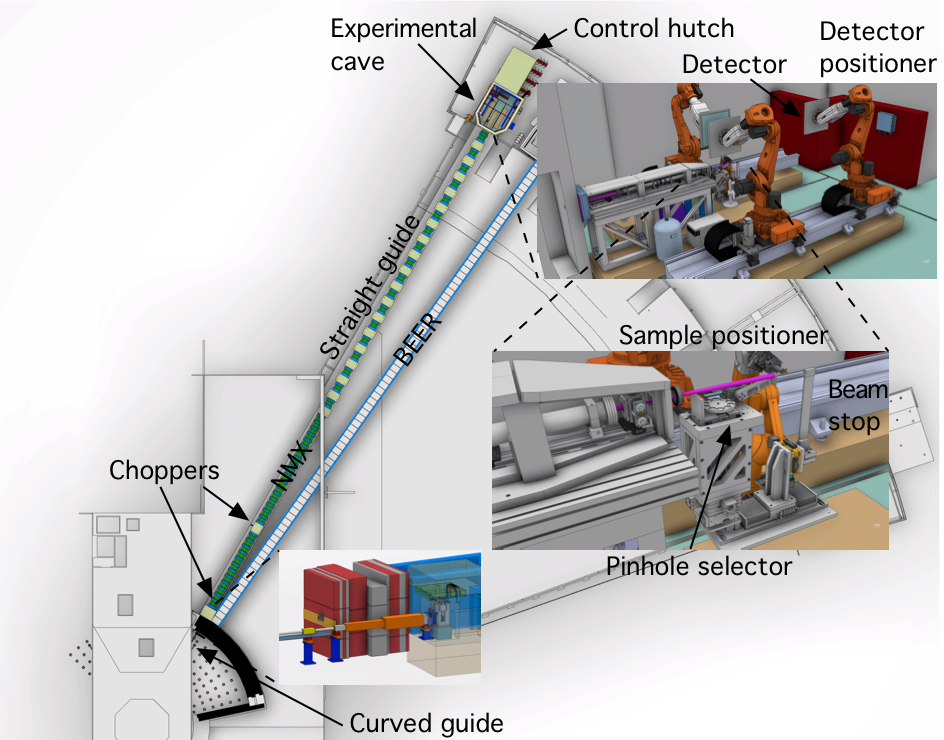 Experimental
cave
Control hutch
Detector
Detector
positioner
Straight guide
BEER
NMX
Sample positioner
Beam
stop
Choppers
Pinhole selector
Curved guide